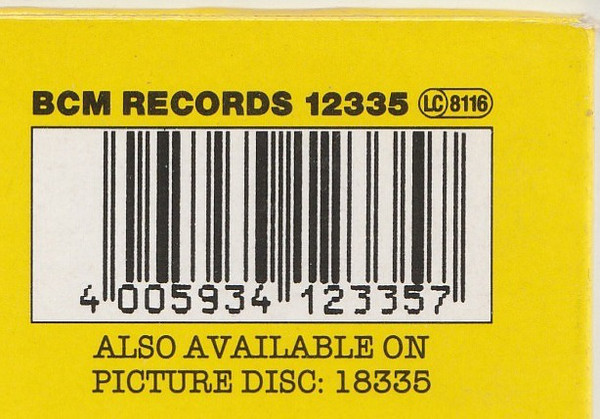 BCM RECORDS 12335 LC 8116
4 005934 123357
ALSO AVAILABLE ON
PICTURE DISC: 18335